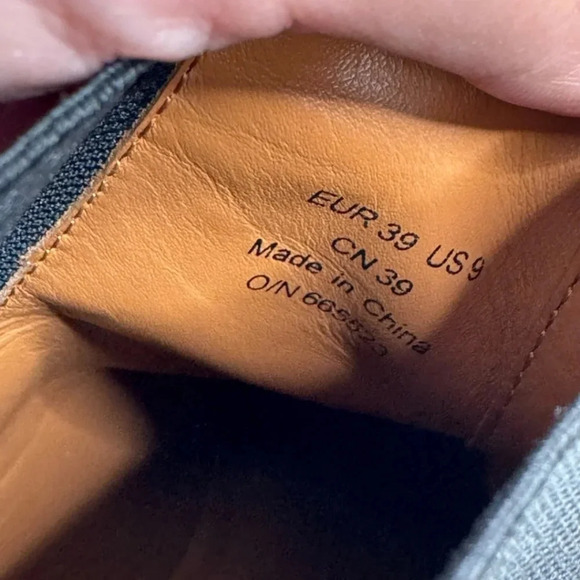 EUR 39 US 9
CN 39
Made in China
O/N